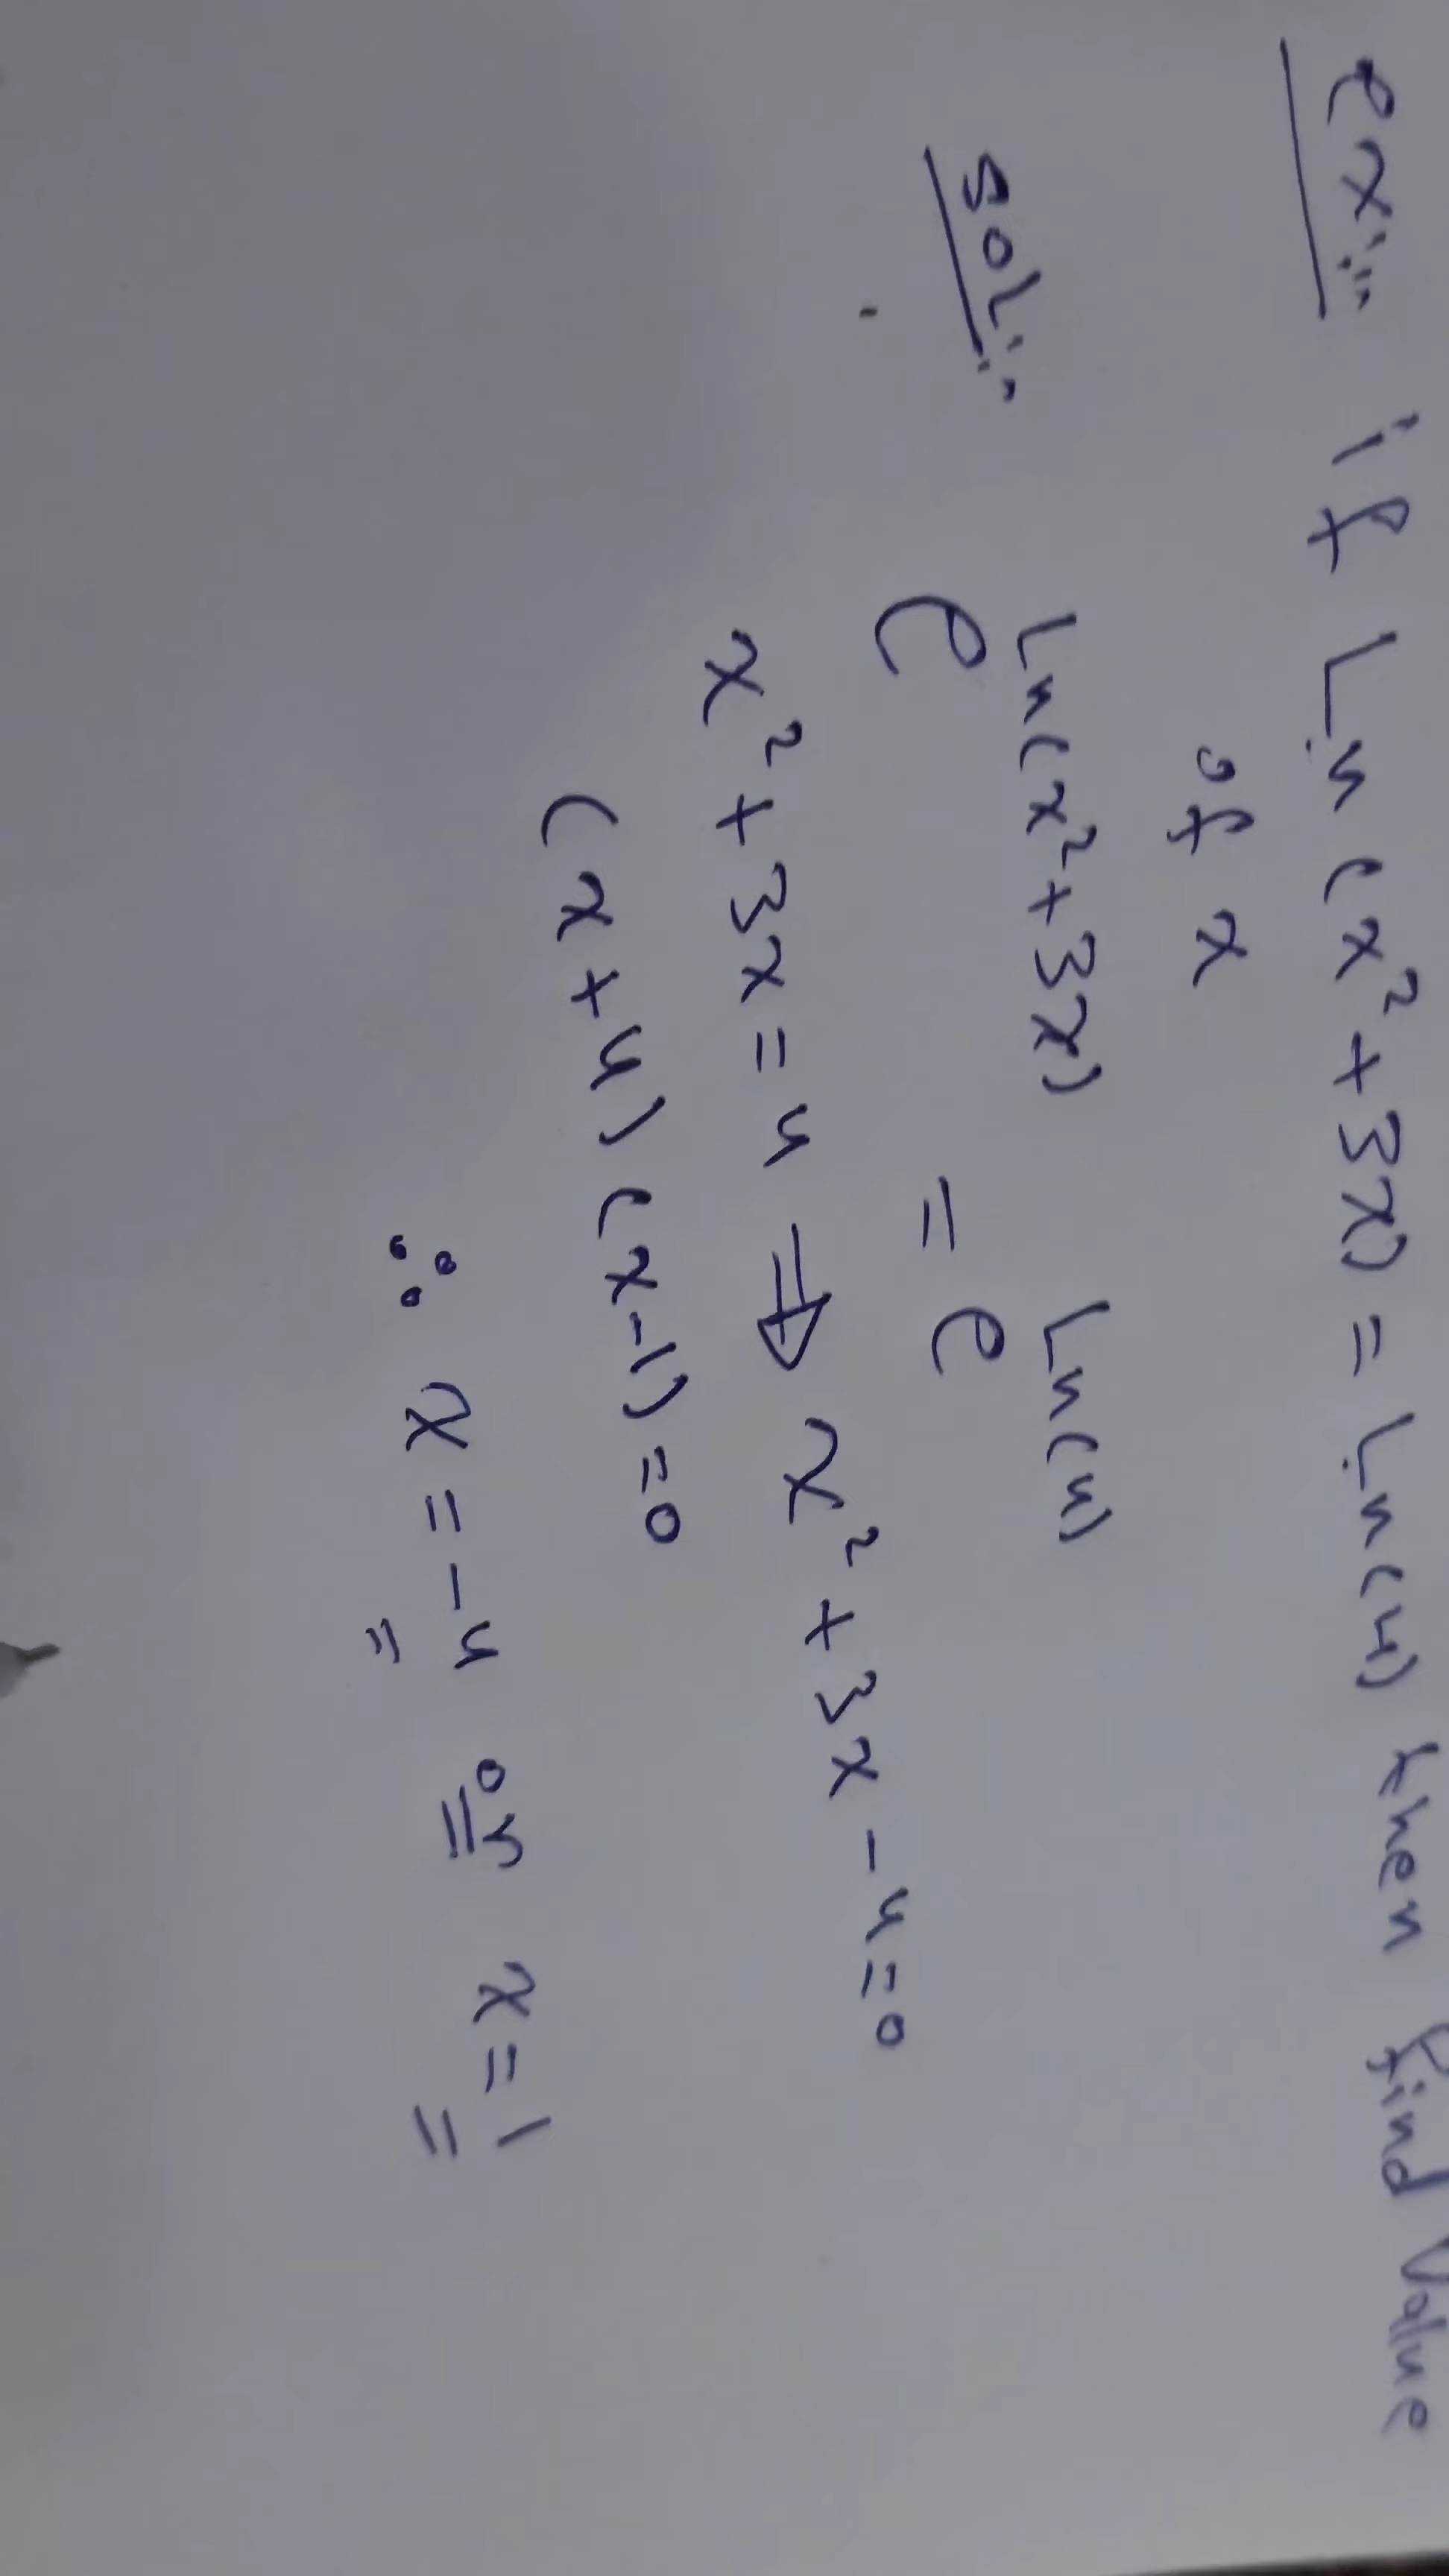 ex:- if Ln(x²+3x) = Ln(4) then find value
of x
sol:- e^Ln(x²+3x) = e^Ln(4)
x²+3x=4 ⇒ x²+3x-4=0
(x+4)(x-1)=0
∴ x=-4 or x=1